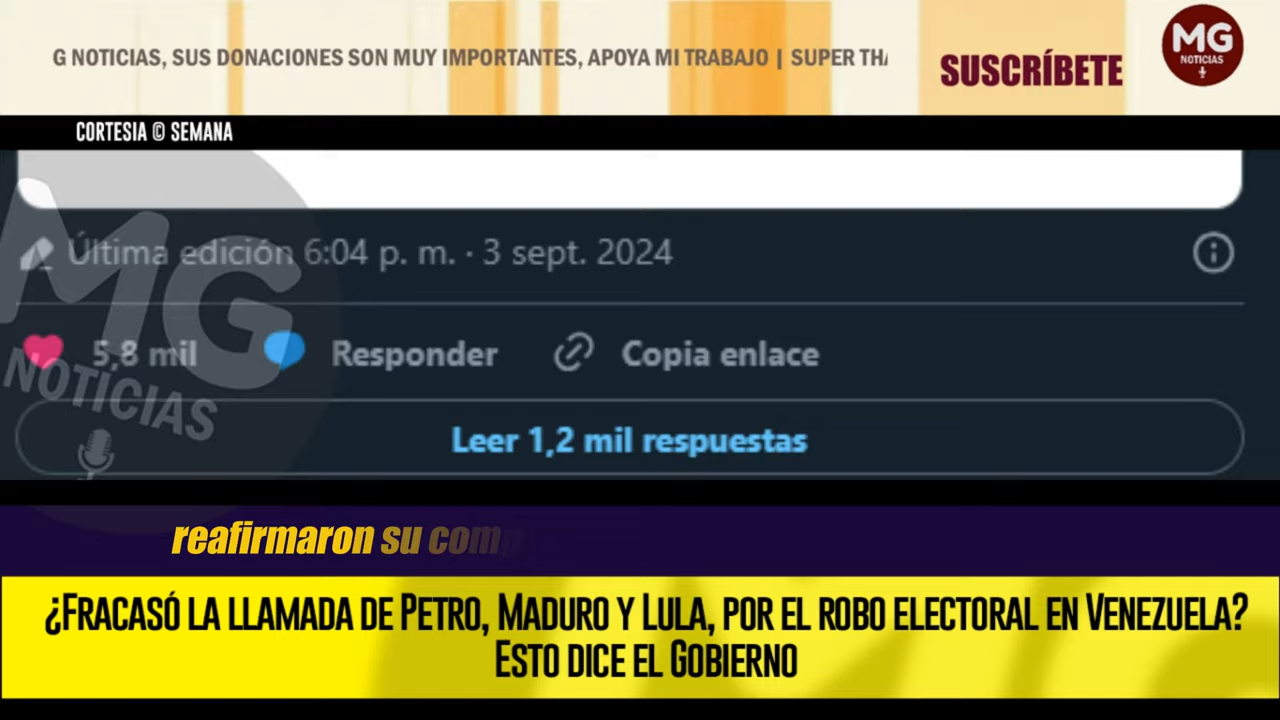 G NOTICIAS, SUS DONACIONES SON MUY IMPORTANTES, APOYA MI TRABAJO | SUPER
SUSCRÍBETE
MG
NOTICIAS
CORTESIA © SEMANA
Última edición 6:04 p. m. · 3 sept. 2024
5,8 mil Responder Copia enlace
MG
NOTICIAS
Leer 1,2 mil respuestas
reafirmaron su
¿FRACASÓ LA LLAMADA DE PETRO, MADURO Y LULA, POR EL ROBO ELECTORAL EN VENEZUELA?
ESTO DICE EL GOBIERNO